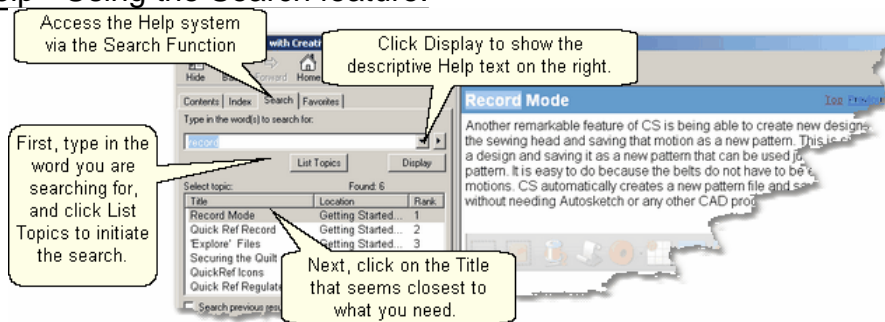 Using the Search feature.
Access the Help system
via the Search Function
Click Display to show the
descriptive Help text on the right.
First, type in the
word you are
searching for,
and click List
Topics to initiate
the search.
Next, click on the Title
that seems closest to
what you need.
with Creati
Hide
Forward
Home
Contents
Index
Search
Favorites
Type in the word(s) to search for:
record
List Topics
Display
Select topic:
Found: 6
Title Location Rank
Record Mode Getting Started... 1
Quick Ref Record Getting Started... 2
'Explore' Files Getting Started... 3
Securing the Quilt
QuickRef Icons
Quick Ref Regulate
Search previous
Record Mode
Top
Another remarkable feature of CS is being able to create new designs
the sewing head and saving that motion as a new pattern. This is
a design and saving it as a new pattern that can be used
pattern. It is easy to do because the belts do not have to be
motions. CS automatically creates a new pattern file and
without needing Autosketch or any other CAD